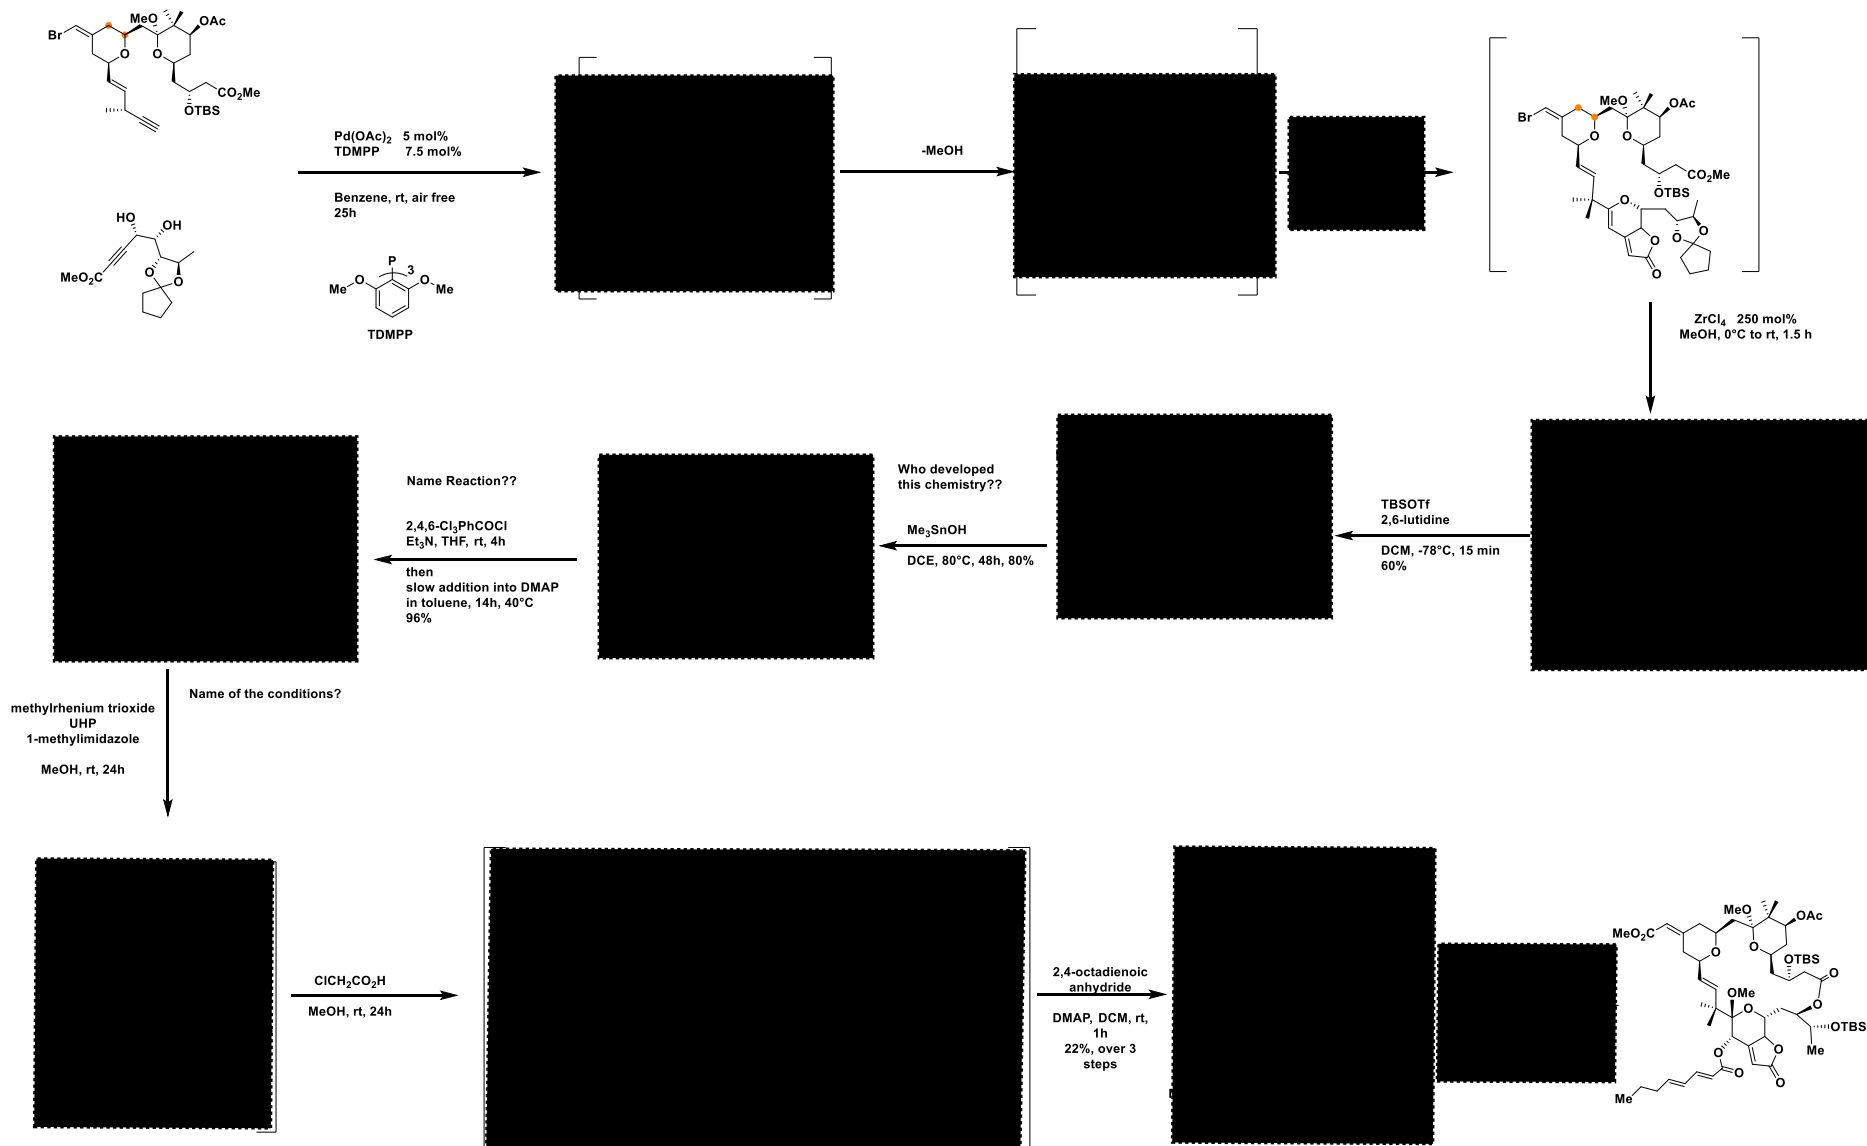 Br
MeO
OAc
O
O
CO₂Me
OTBS
HO
OH
MeO₂C
O
O
Pd(OAc)₂ 5 mol%
TDMPP 7.5 mol%
Benzene, rt, air free
25h
P
3
Me
O
O
Me
TDMPP
-MeOH
Br
MeO
OAc
O
O
CO₂Me
OTBS
O
O
O
O
O
ZrCl₄ 250 mol%
MeOH, 0°C to rt, 1.5 h
TBSOTf
2,6-lutidine
DCM, -78°C, 15 min
60%
Who developed
this chemistry??
Me₃SnOH
DCE, 80°C, 48h, 80%
Name Reaction??
2,4,6-Cl₃PhCOCl
Et₃N, THF, rt, 4h
then
slow addition into DMAP
in toluene, 14h, 40°C
96%
Name of the conditions?
methylrhenium trioxide
UHP
1-methylimidazole
MeOH, rt, 24h
ClCH₂CO₂H
MeOH, rt, 24h
2,4-octadienoic
anhydride
DMAP, DCM, rt,
1h
22%, over 3
steps
MeO
OAc
MeO₂C
O
O
OTBS
O
OMe
O
O
OTBS
Me
O
O
O
O
Me